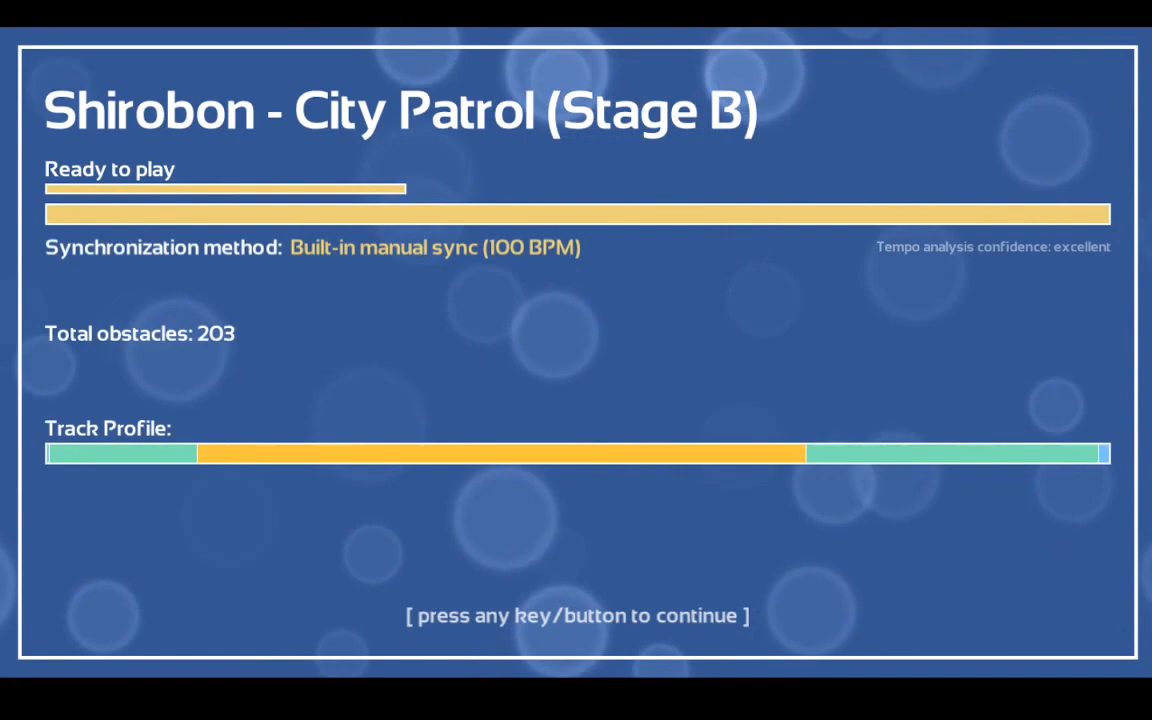 Shirobon - City Patrol (Stage B)
Ready to play
Synchronization method: Built-in manual sync (100 BPM)
Tempo analysis confidence: excellent
Total obstacles: 203
Track Profile:
[ press any key/button to continue ]